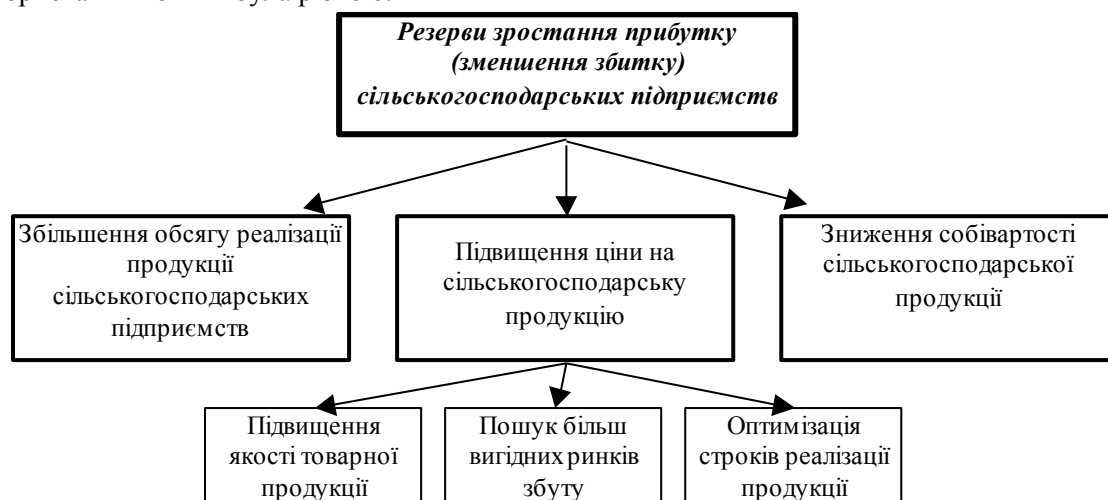 Резерви зростання прибутку
(зменшення збитку)
сільськогосподарських підприємств
Збільшення обсягу реалізації
продукції
сільськогосподарських
підприємств
Підвищення ціни на
сільськогосподарську
продукцію
Зниження собівартості
сільськогосподарської
продукції
Підвищення
якості товарної
продукції
Пошук більш
вигідних ринків
збуту
Оптимізація
строків реалізації
продукції